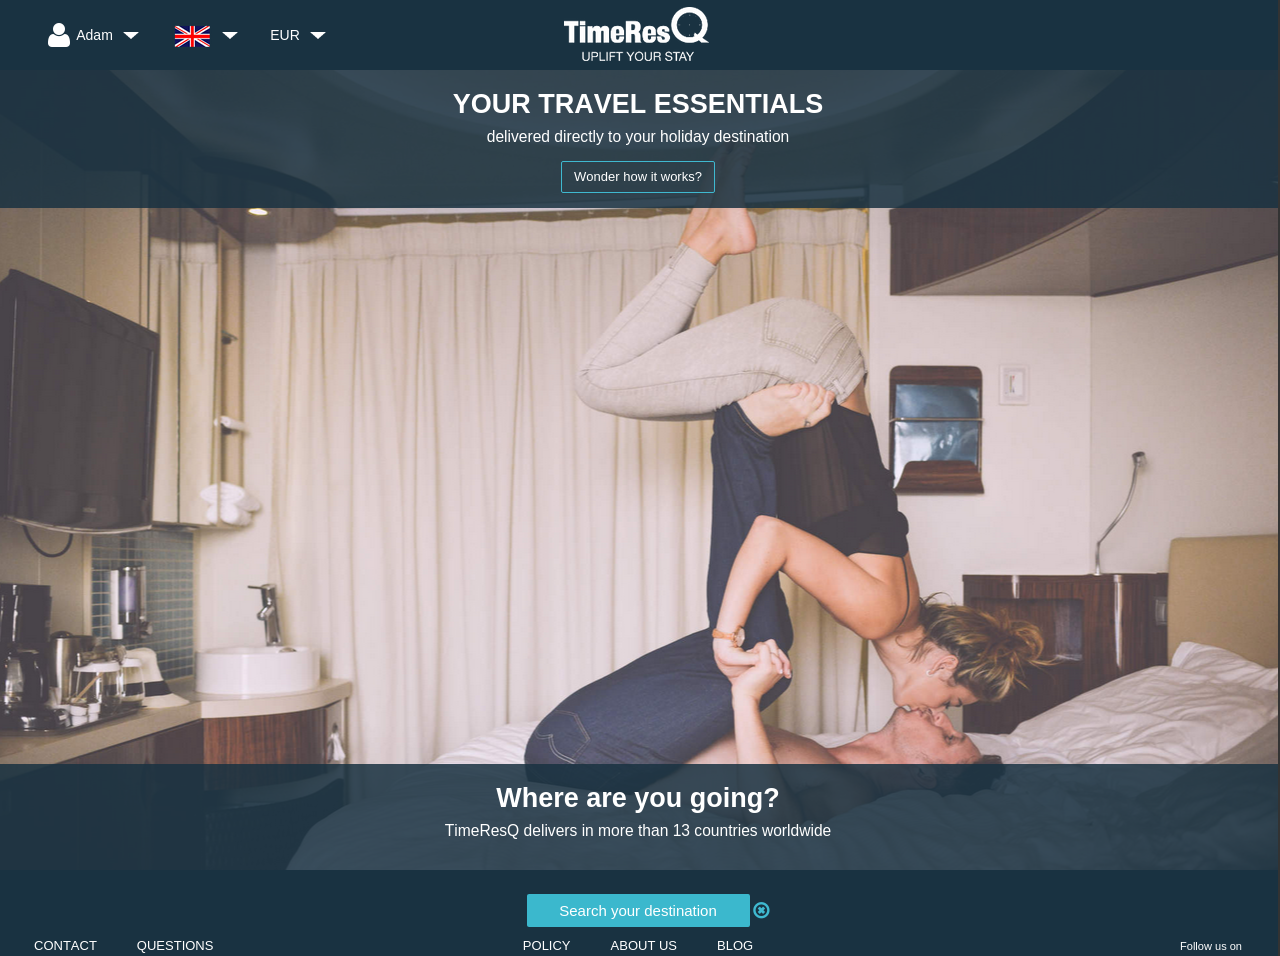 Adam
EUR
TimeResQ
UPLIFT YOUR STAY
YOUR TRAVEL ESSENTIALS
delivered directly to your holiday destination
Wonder how it works?
Where are you going?
TimeResQ delivers in more than 13 countries worldwide
Search your destination
CONTACT QUESTIONS POLICY ABOUT US BLOG Follow us on